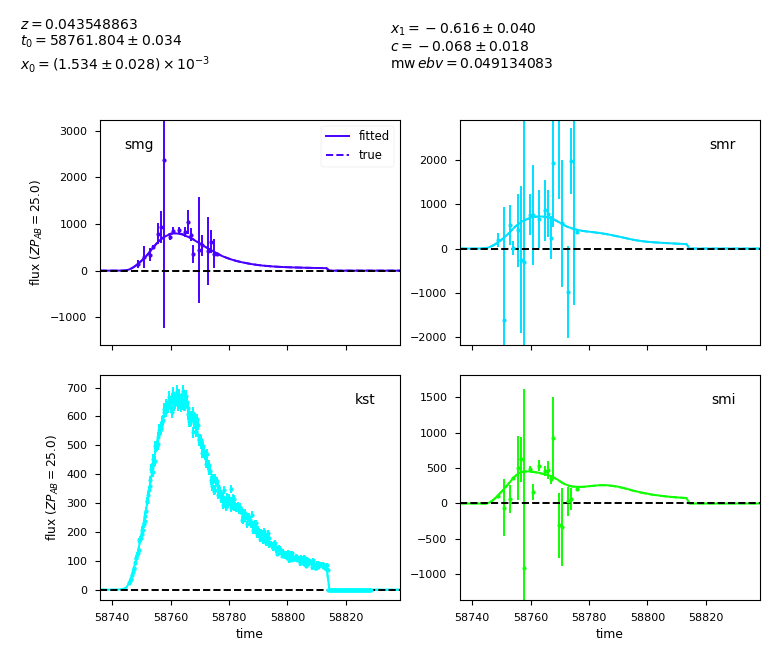 z = 0.043548863
t₀ = 58761.804 ± 0.034
x₀ = (1.534 ± 0.028) × 10⁻³
x₁ = −0.616 ± 0.040
c = −0.068 ± 0.018
mw ebv = 0.049134083
smg
fitted
true
3000
2000
1000
0
−1000
flux (ZP_AB = 25.0)
smr
2000
1000
0
−1000
−2000
kst
700
600
500
400
300
200
100
0
flux (ZP_AB = 25.0)
58740 58760 58780 58800 58820
time
smi
1500
1000
500
0
−500
−1000
58740 58760 58780 58800 58820
time